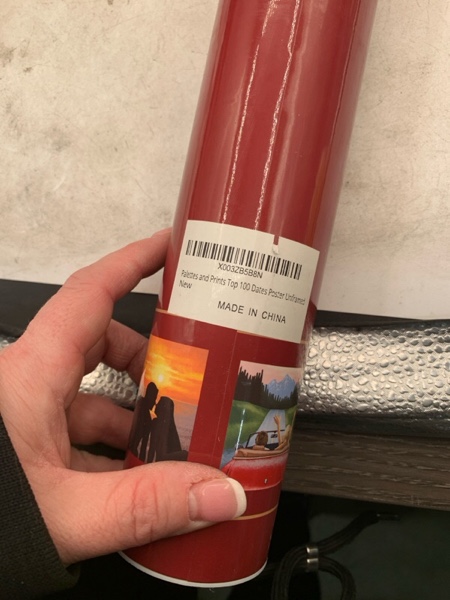 X003ZB5B8N
Palettes and Prints Top 100 Dates Poster Unframed
New
MADE IN CHINA